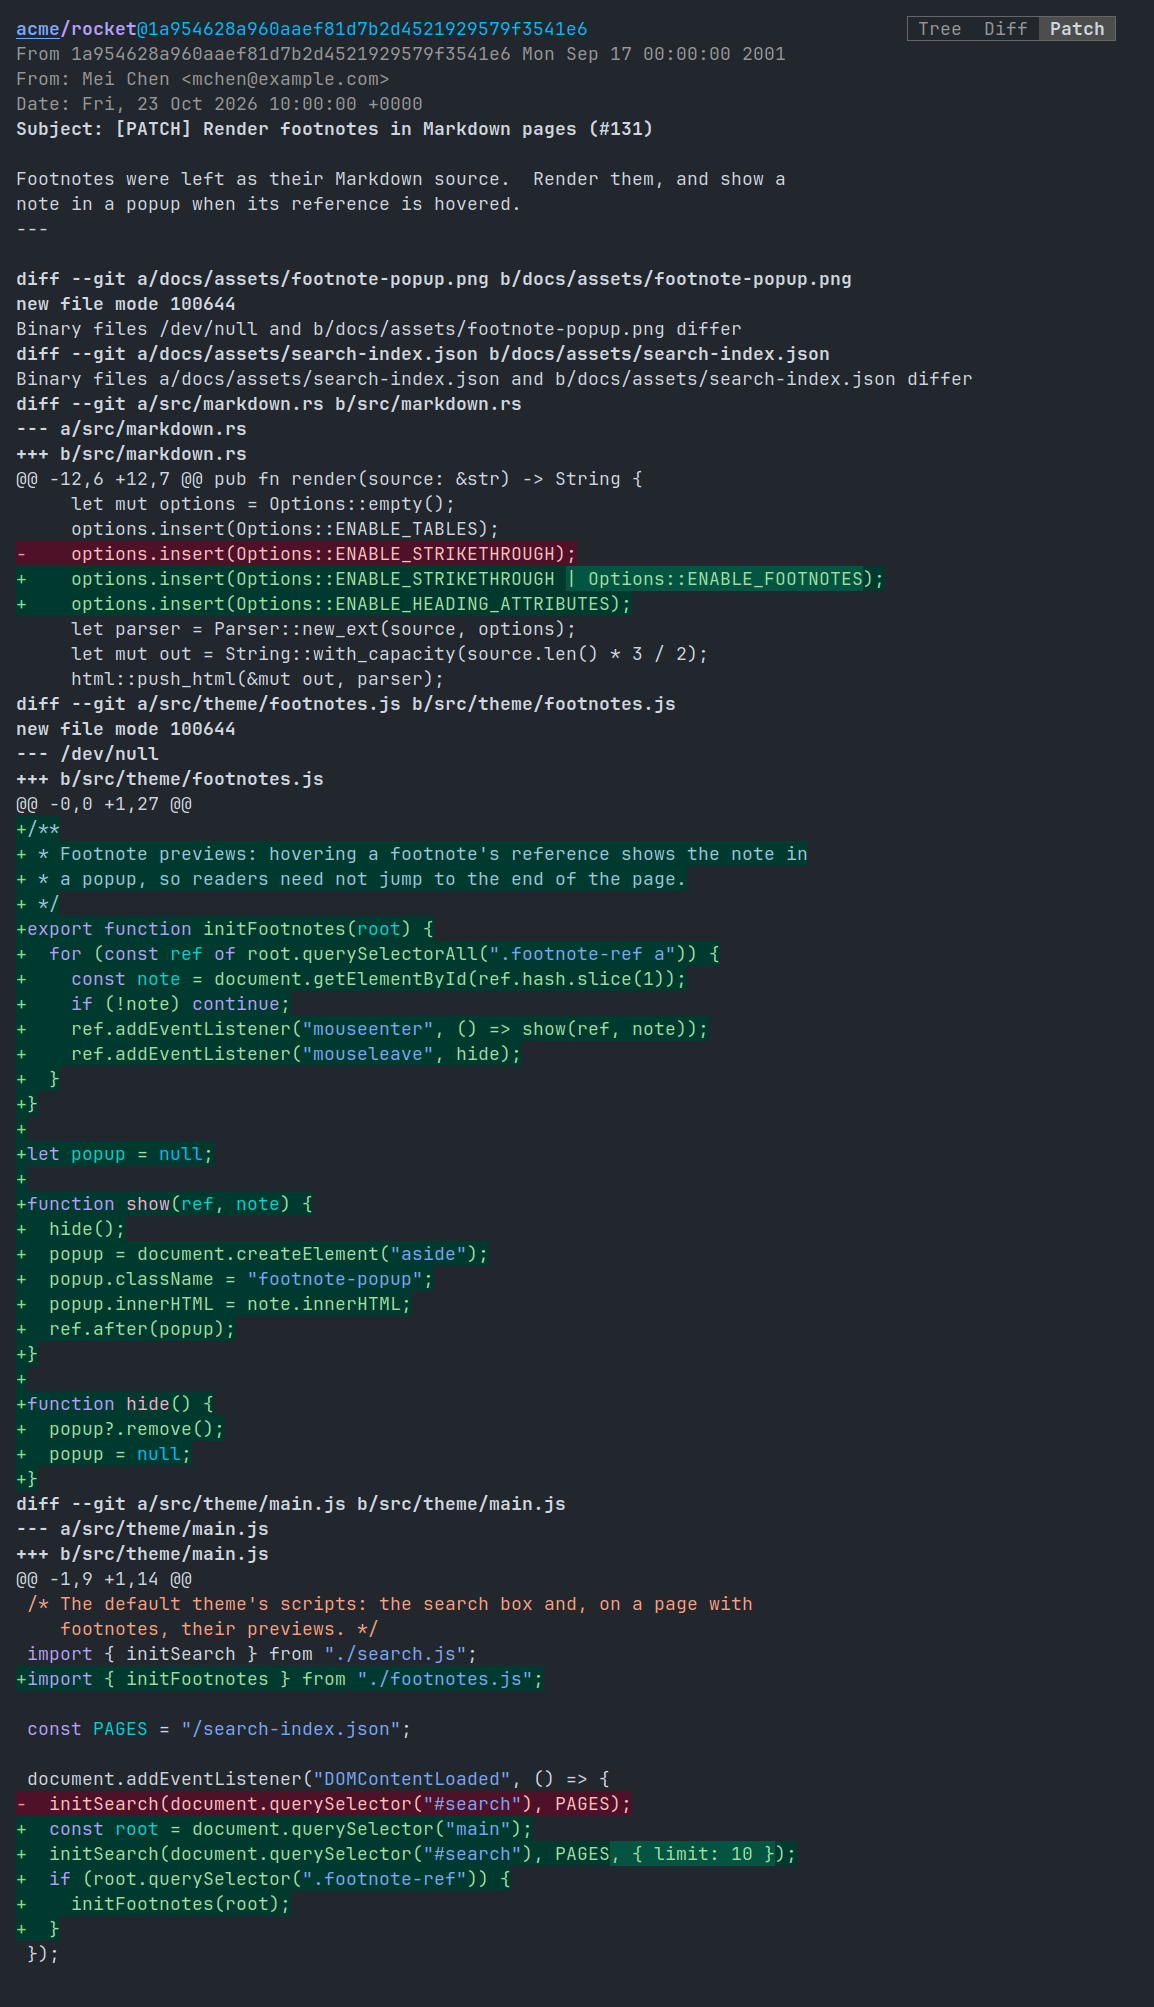 acme/rocket@1a954628a960aaef81d7b2d4521929579f3541e6 Tree Diff Patch
From 1a954628a960aaef81d7b2d4521929579f3541e6 Mon Sep 17 00:00:00 2001
From: Mei Chen <mchen@example.com>
Date: Fri, 23 Oct 2026 10:00:00 +0000
Subject: [PATCH] Render footnotes in Markdown pages (#131)

Footnotes were left as their Markdown source.  Render them, and show a
note in a popup when its reference is hovered.
---

diff --git a/docs/assets/footnote-popup.png b/docs/assets/footnote-popup.png
new file mode 100644
Binary files /dev/null and b/docs/assets/footnote-popup.png differ
diff --git a/docs/assets/search-index.json b/docs/assets/search-index.json
Binary files a/docs/assets/search-index.json and b/docs/assets/search-index.json differ
diff --git a/src/markdown.rs b/src/markdown.rs
--- a/src/markdown.rs
+++ b/src/markdown.rs
@@ -12,6 +12,7 @@ pub fn render(source: &str) -> String {
     let mut options = Options::empty();
     options.insert(Options::ENABLE_TABLES);
-    options.insert(Options::ENABLE_STRIKETHROUGH);
+    options.insert(Options::ENABLE_STRIKETHROUGH | Options::ENABLE_FOOTNOTES);
+    options.insert(Options::ENABLE_HEADING_ATTRIBUTES);
     let parser = Parser::new_ext(source, options);
     let mut out = String::with_capacity(source.len() * 3 / 2);
     html::push_html(&mut out, parser);
diff --git a/src/theme/footnotes.js b/src/theme/footnotes.js
new file mode 100644
--- /dev/null
+++ b/src/theme/footnotes.js
@@ -0,0 +1,27 @@
+/**
+ * Footnote previews: hovering a footnote's reference shows the note in
+ * a popup, so readers need not jump to the end of the page.
+ */
+export function initFootnotes(root) {
+  for (const ref of root.querySelectorAll(".footnote-ref a")) {
+    const note = document.getElementById(ref.hash.slice(1));
+    if (!note) continue;
+    ref.addEventListener("mouseenter", () => show(ref, note));
+    ref.addEventListener("mouseleave", hide);
+  }
+}
+
+let popup = null;
+
+function show(ref, note) {
+  hide();
+  popup = document.createElement("aside");
+  popup.className = "footnote-popup";
+  popup.innerHTML = note.innerHTML;
+  ref.after(popup);
+}
+
+function hide() {
+  popup?.remove();
+  popup = null;
+}
diff --git a/src/theme/main.js b/src/theme/main.js
--- a/src/theme/main.js
+++ b/src/theme/main.js
@@ -1,9 +1,14 @@
 /* The default theme's scripts: the search box and, on a page with
    footnotes, their previews. */
 import { initSearch } from "./search.js";
+import { initFootnotes } from "./footnotes.js";

 const PAGES = "/search-index.json";

 document.addEventListener("DOMContentLoaded", () => {
-  initSearch(document.querySelector("#search"), PAGES);
+  const root = document.querySelector("main");
+  initSearch(document.querySelector("#search"), PAGES, { limit: 10 });
+  if (root.querySelector(".footnote-ref")) {
+    initFootnotes(root);
+  }
 });